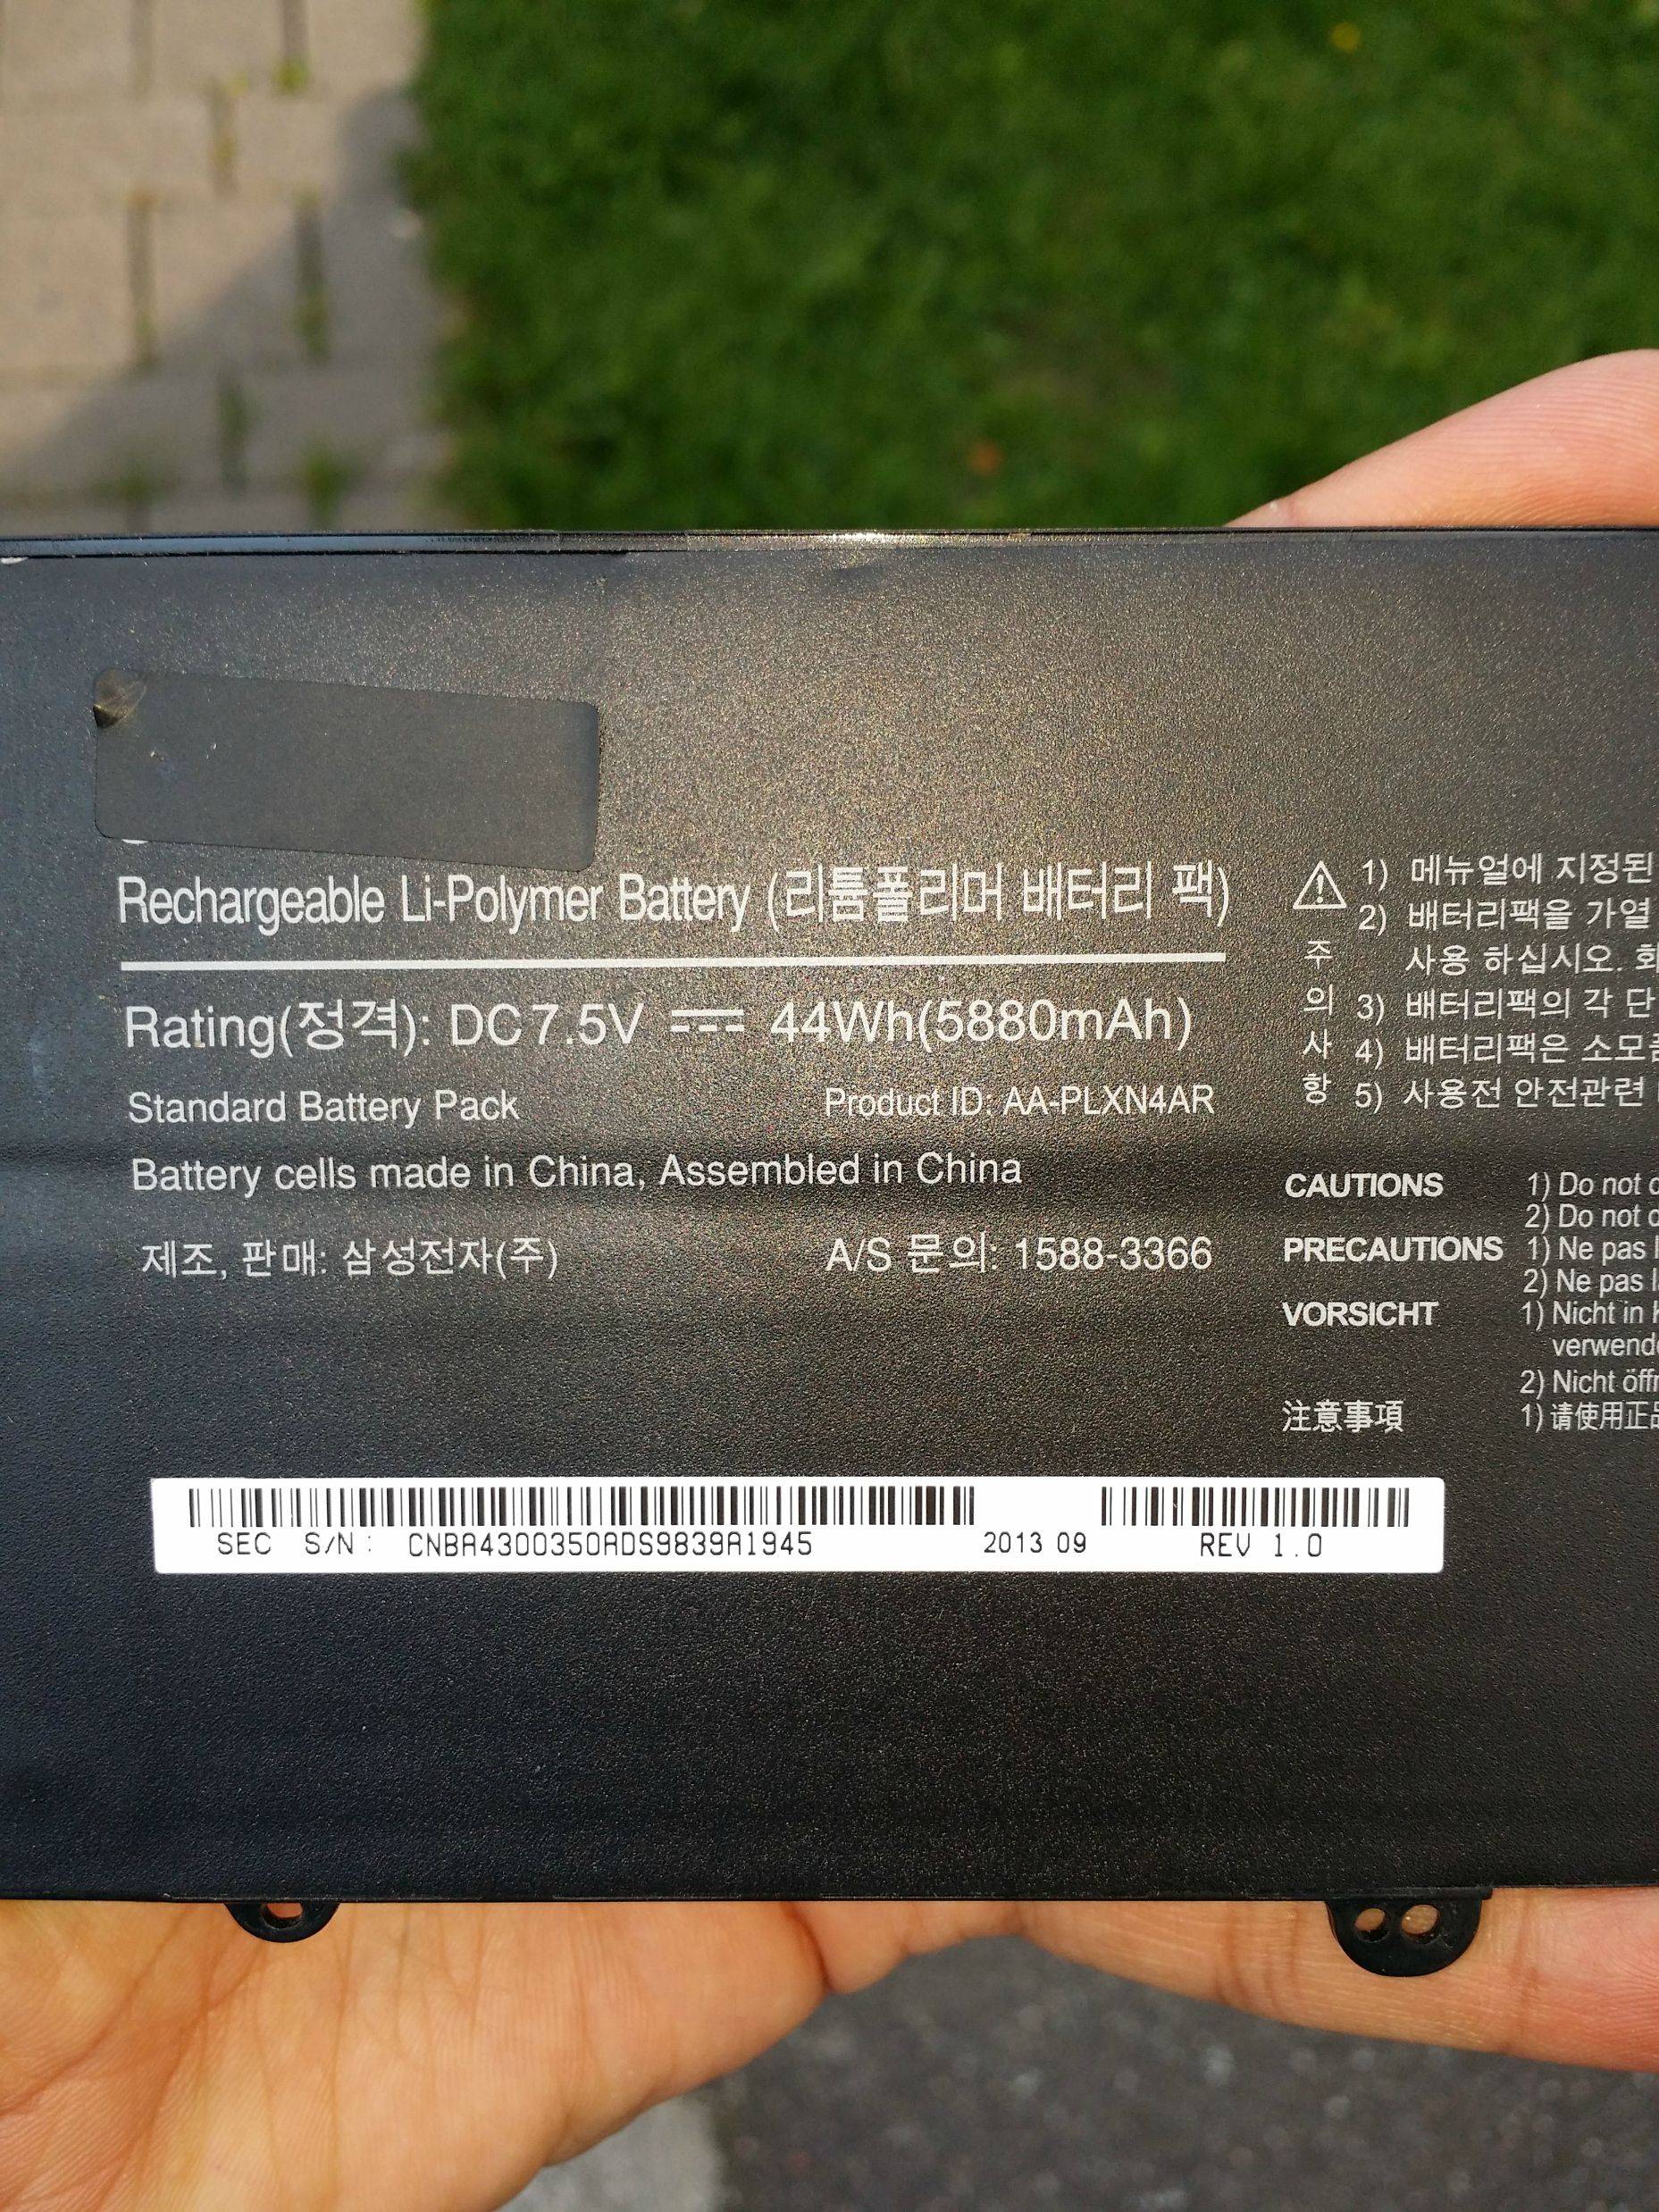 Rechargeable Li-Polymer Battery (리튬폴리머 배터리 팩)
Rating(정격): DC 7.5V ⎓ 44Wh(5880mAh)
Standard Battery Pack Product ID: AA-PLXN4AR
Battery cells made in China, Assembled in China
제조, 판매: 삼성전자(주) A/S 문의: 1588-3366
⚠ 주의사항
1) 메뉴얼에 지정된
2) 배터리팩을 가열
사용 하십시오.
3) 배터리팩의 각 단
4) 배터리팩은
5) 사용전 안전관련
CAUTIONS 1) Do not
2) Do not
PRECAUTIONS 1) Ne pas
2) Ne pas
VORSICHT 1) Nicht in
2) Nicht
注意事項 1) 请使用正品
SEC S/N: CNBA4300350ADS9839A1945 2013 09 REV 1.0